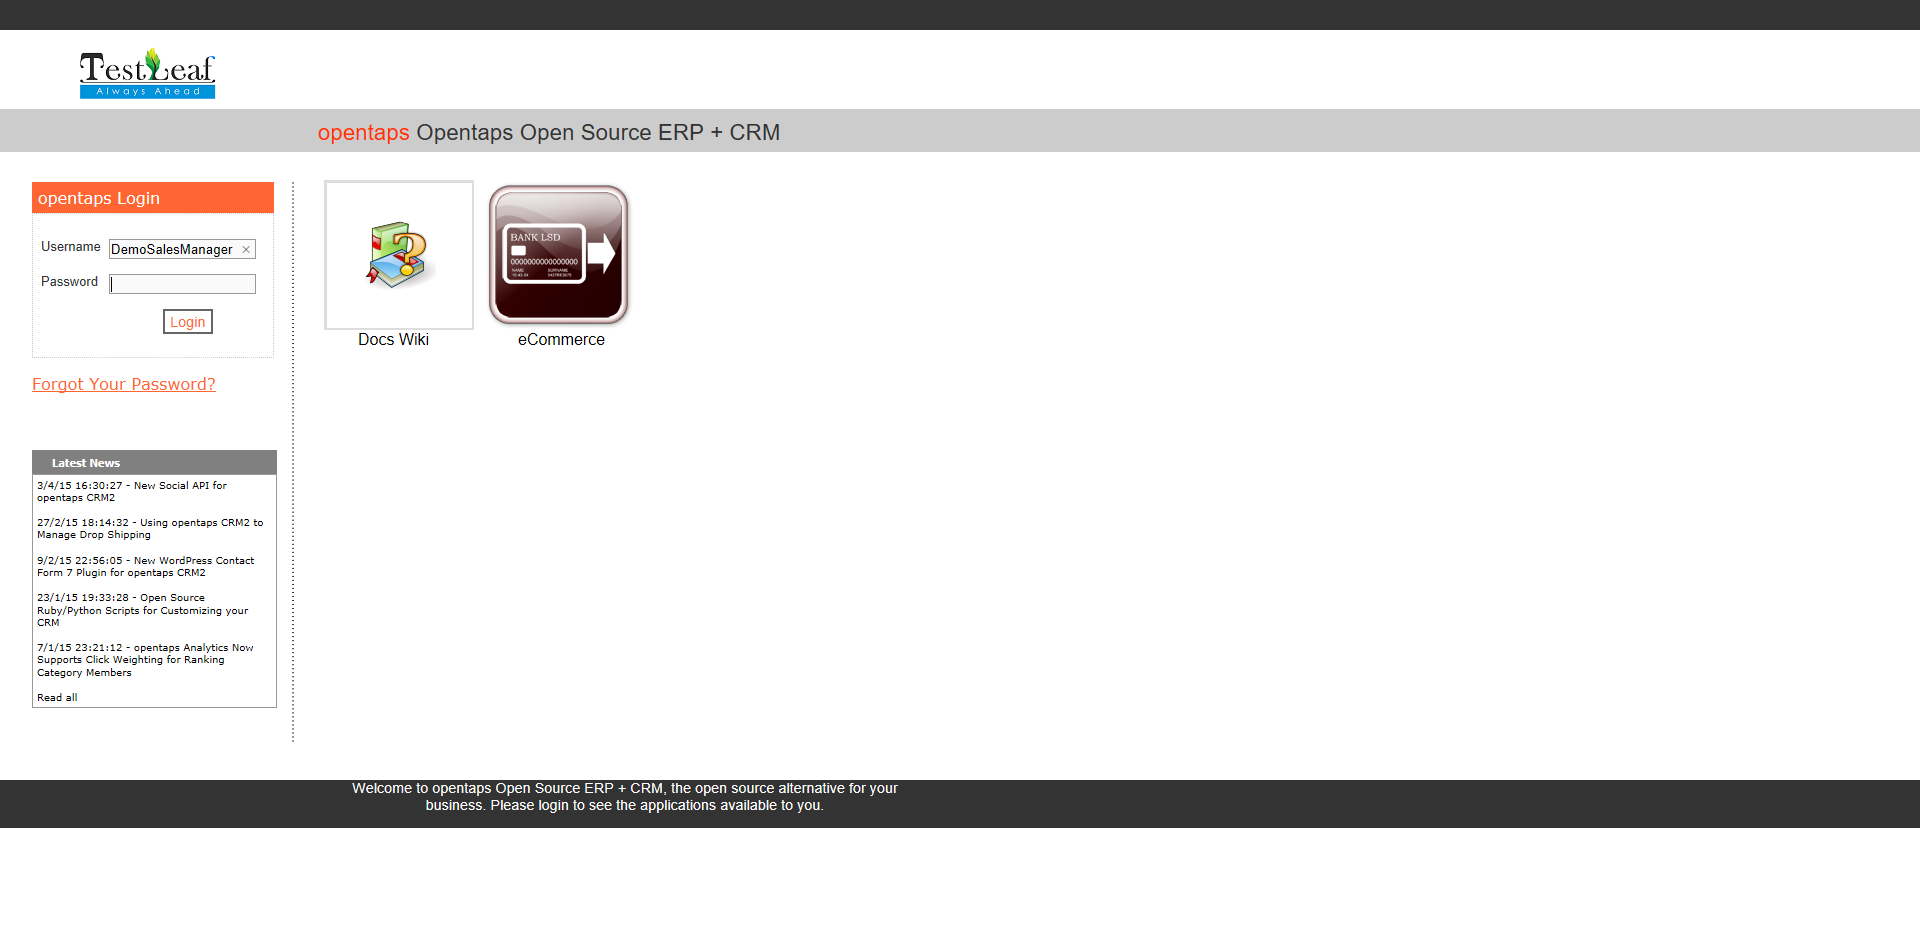 TestLeaf
Always Ahead
opentaps Opentaps Open Source ERP + CRM
opentaps Login
Username DemoSalesManager ×
Password
Login
Forgot Your Password?
Latest News
3/4/15 16:30:27 - New Social API for
opentaps CRM2
27/2/15 18:14:32 - Using opentaps CRM2 to
Manage Drop Shipping
9/2/15 22:56:05 - New WordPress Contact
Form 7 Plugin for opentaps CRM2
23/1/15 19:33:28 - Open Source
Ruby/Python Scripts for Customizing your
CRM
7/1/15 23:21:12 - opentaps Analytics Now
Supports Click Weighting for Ranking
Category Members
Read all
BANK LSD
0000000000000000
NAME SURNAME
Docs Wiki
eCommerce
Welcome to opentaps Open Source ERP + CRM, the open source alternative for your
business. Please login to see the applications available to you.